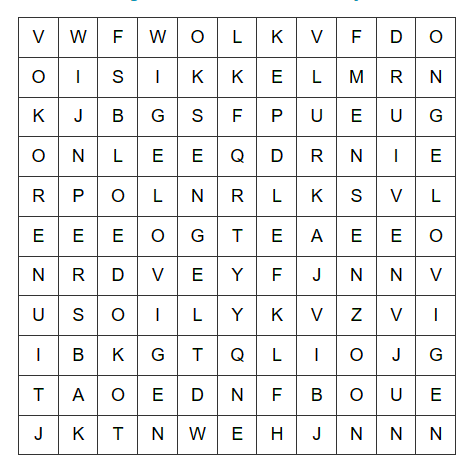 V W F W O L K V F D O
O I S I K K E L M R N
K J B G S F P U E U G
O N L E E Q D R N I E
R P O L N R L K S V L
E E E O G T E A E E O
N R D V E Y F J N N V
U S O I L Y K V Z V I
I B K G T Q L I O J G
T A O E D N F B O U E
J K T N W E H J N N N